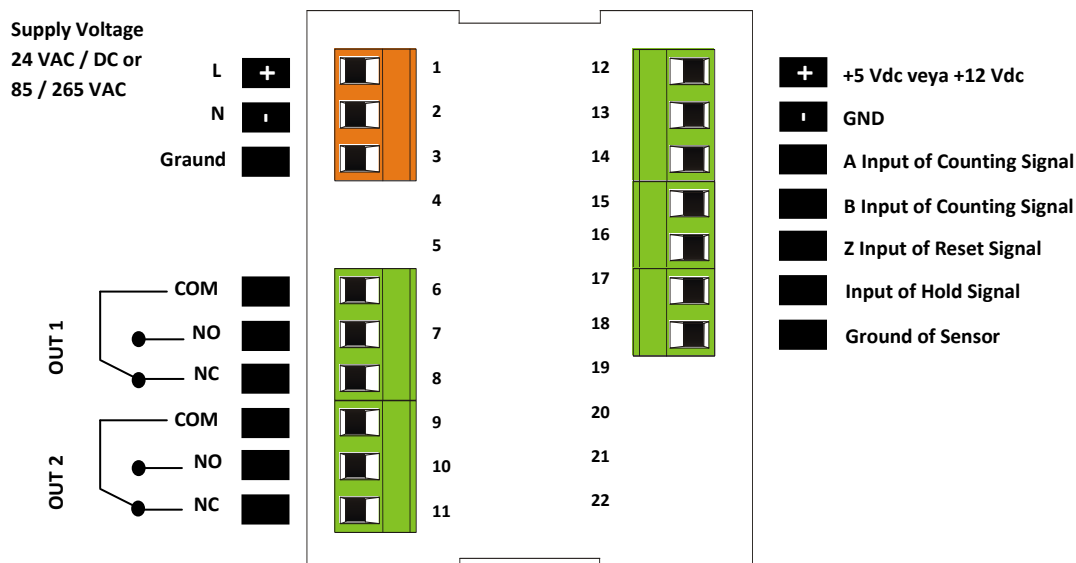 Supply Voltage
24 VAC / DC or
85 / 265 VAC
L +
N -
Graund
COM
NO
NC
OUT 1
COM
NO
NC
OUT 2
1
2
3
4
5
6
7
8
9
10
11
12
13
14
15
16
17
18
19
20
21
22
+ +5 Vdc veya +12 Vdc
- GND
A Input of Counting Signal
B Input of Counting Signal
Z Input of Reset Signal
Input of Hold Signal
Ground of Sensor